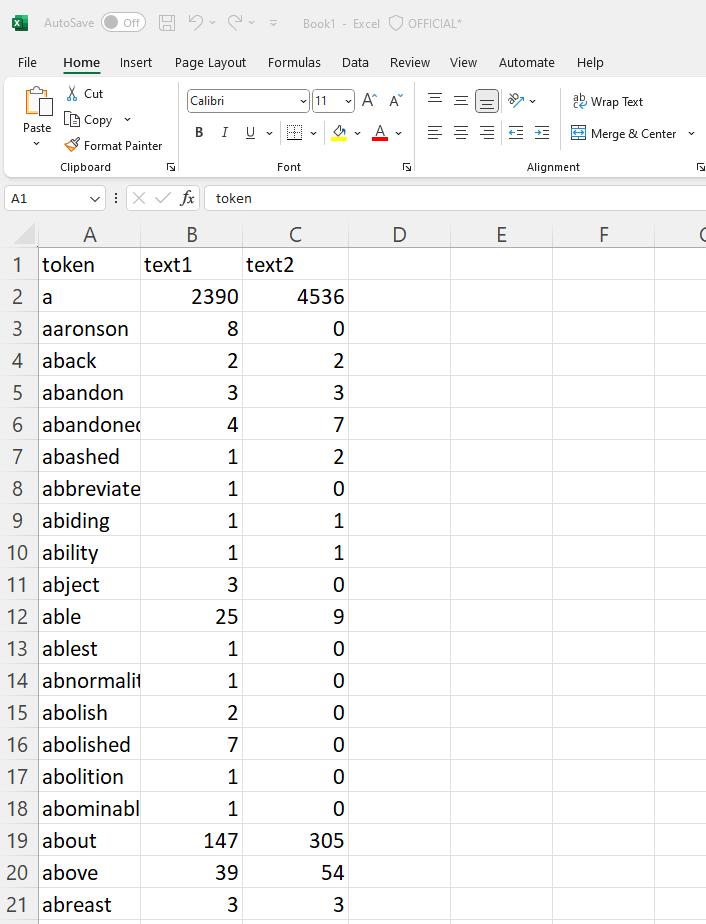 AutoSave Off Book1 - Excel OFFICIAL*
File Home Insert Page Layout Formulas Data Review View Automate Help
Paste
Cut
Copy
Format Painter
Clipboard
Calibri 11 A A
B I U A
Font
ab Wrap Text
Merge & Center
Alignment
A1 fx token
A B C D E F
1 token text1 text2
2 a 2390 4536
3 aaronson 8 0
4 aback 2 2
5 abandon 3 3
6 abandoned 4 7
7 abashed 1 2
8 abbreviate 1 0
9 abiding 1 1
10 ability 1 1
11 abject 3 0
12 able 25 9
13 ablest 1 0
14 abnormalit 1 0
15 abolish 2 0
16 abolished 7 0
17 abolition 1 0
18 abominabl 1 0
19 about 147 305
20 above 39 54
21 abreast 3 3